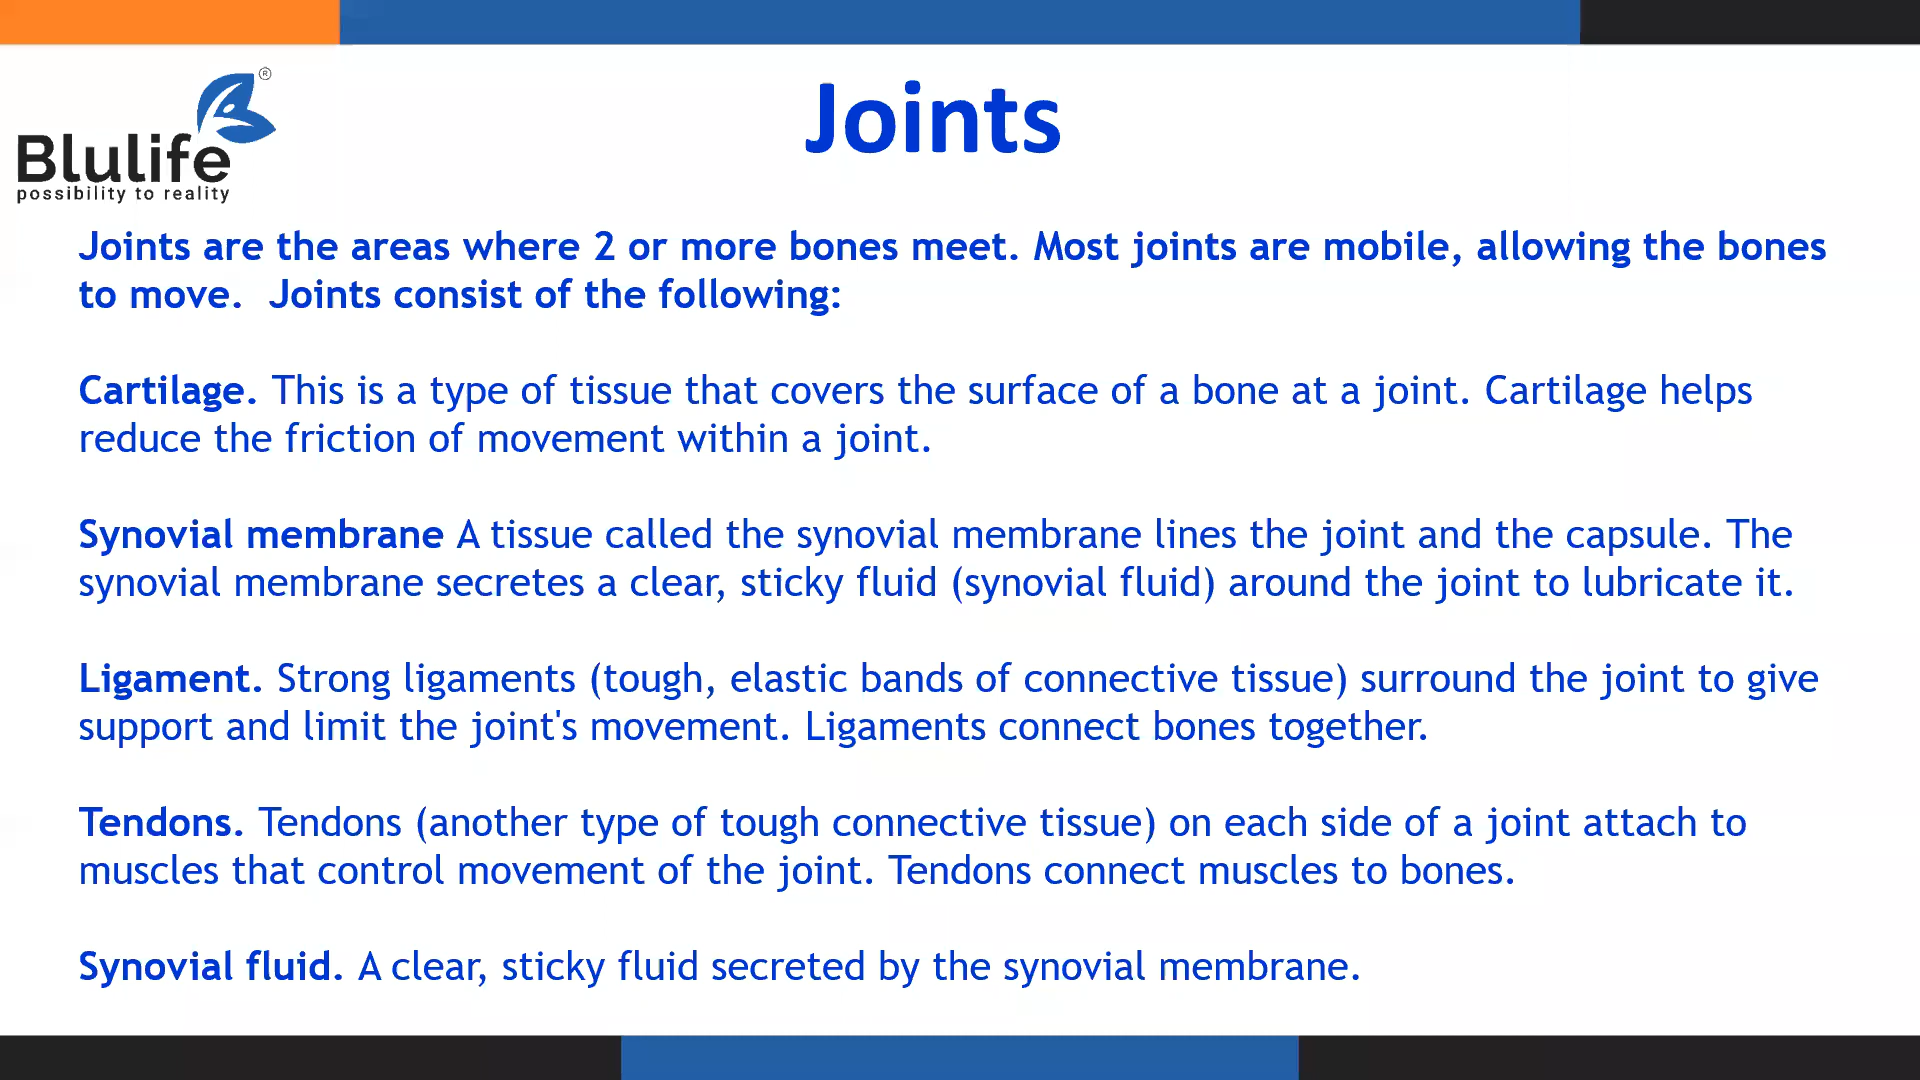 Blulife®
possibility to reality
Joints
Joints are the areas where 2 or more bones meet. Most joints are mobile, allowing the bones
to move.  Joints consist of the following:
Cartilage. This is a type of tissue that covers the surface of a bone at a joint. Cartilage helps
reduce the friction of movement within a joint.
Synovial membrane A tissue called the synovial membrane lines the joint and the capsule. The
synovial membrane secretes a clear, sticky fluid (synovial fluid) around the joint to lubricate it.
Ligament. Strong ligaments (tough, elastic bands of connective tissue) surround the joint to give
support and limit the joint's movement. Ligaments connect bones together.
Tendons. Tendons (another type of tough connective tissue) on each side of a joint attach to
muscles that control movement of the joint. Tendons connect muscles to bones.
Synovial fluid. A clear, sticky fluid secreted by the synovial membrane.